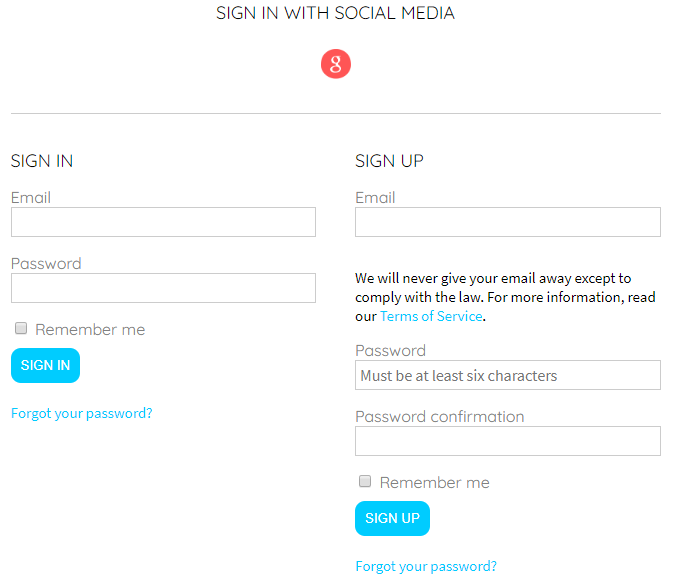 SIGN IN WITH SOCIAL MEDIA
g
SIGN IN
Email
Password
Remember me
SIGN IN
Forgot your password?
SIGN UP
Email
We will never give your email away except to
comply with the law. For more information, read
our Terms of Service.
Password
Must be at least six characters
Password confirmation
Remember me
SIGN UP
Forgot your password?